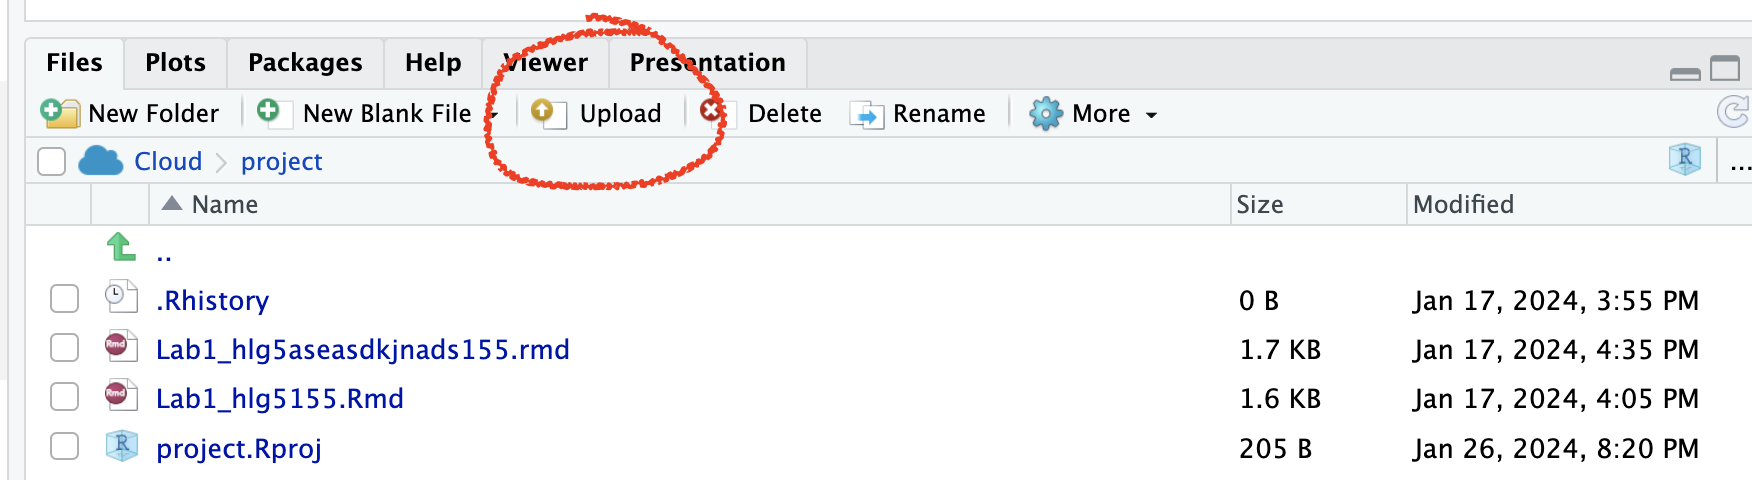 Files Plots Packages Help Viewer Presentation
New Folder New Blank File Upload Delete Rename More
Cloud project R ...
Name Size Modified
..
.Rhistory 0 B Jan 17, 2024, 3:55 PM
Rmd Lab1_hlg5aseasdkjnads155.rmd 1.7 KB Jan 17, 2024, 4:35 PM
Rmd Lab1_hlg5155.Rmd 1.6 KB Jan 17, 2024, 4:05 PM
R project.Rproj 205 B Jan 26, 2024, 8:20 PM